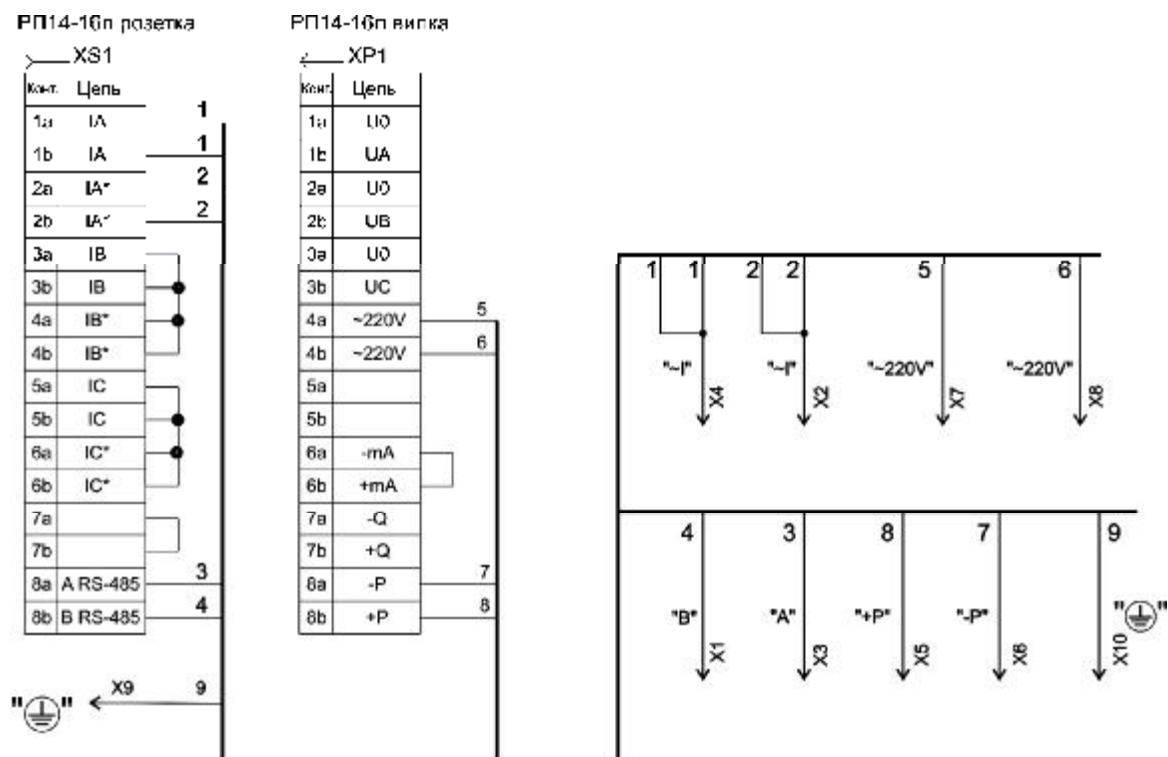 РП14-16п розетка
XS1
Конт. Цепь
1a IA 1
1b IA 1
2a IA* 2
2b IA* 2
3a IB
3b IB
4a IB*
4b IB*
5a IC
5b IC
6a IC*
6b IC*
7a
7b
8a A RS-485 3
8b B RS-485 4
X9 9
" "
РП14-16п вилка
XP1
Конт. Цепь
1a U0
1b UA
2a U0
2b UB
3a U0
3b UC
4a ~220V 5
4b ~220V 6
5a
5b
6a -mA
6b +mA
7a -Q
7b +Q
8a -P 7
8b +P 8
1 1 2 2 5 6
"~I" "~I" "~220V" "~220V"
X4 X2 X7 X8
4 3 8 7 9
"B" "A" "+P" "-P" " "
X1 X3 X5 X6 X10